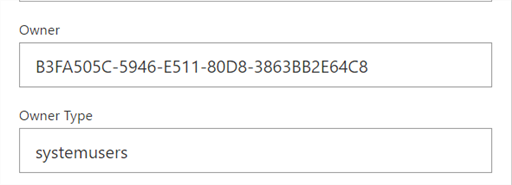 Owner
B3FA505C-5946-E511-80D8-3863BB2E64C8
Owner Type
systemusers